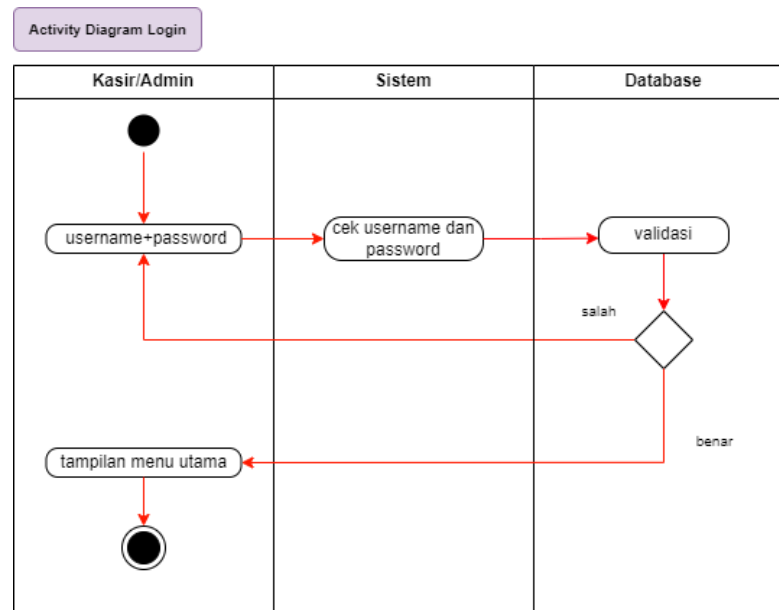 Activity Diagram Login
Kasir/Admin
Sistem
Database
username+password
cek username dan
password
validasi
salah
benar
tampilan menu utama